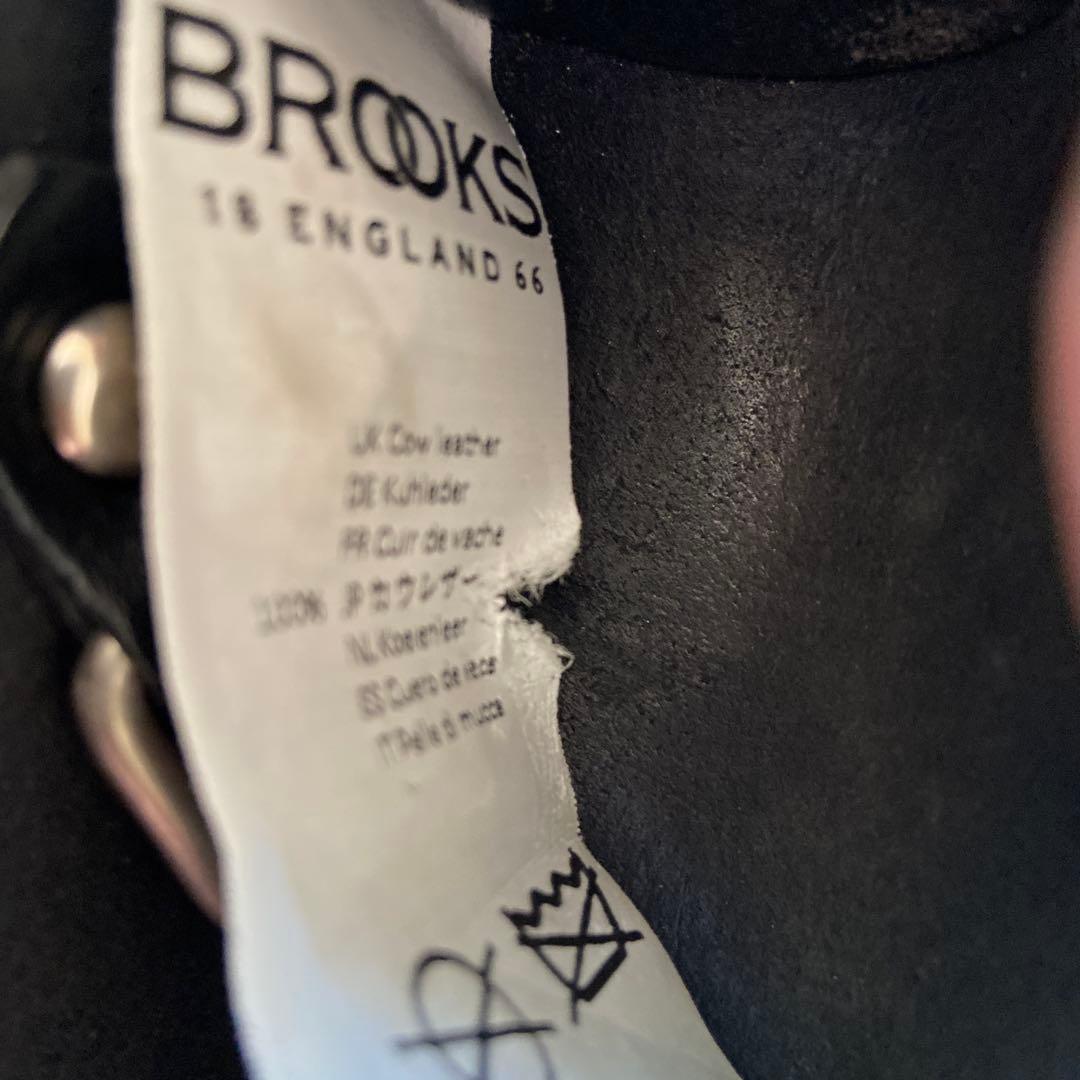 BROOKS
18 ENGLAND 66
UK Cow leather
DE Kuhleder
FR Cuir de vache
100% JP カウレザー
NL Koeienleer
ES Cuero de vaca
IT Pelle di mucca